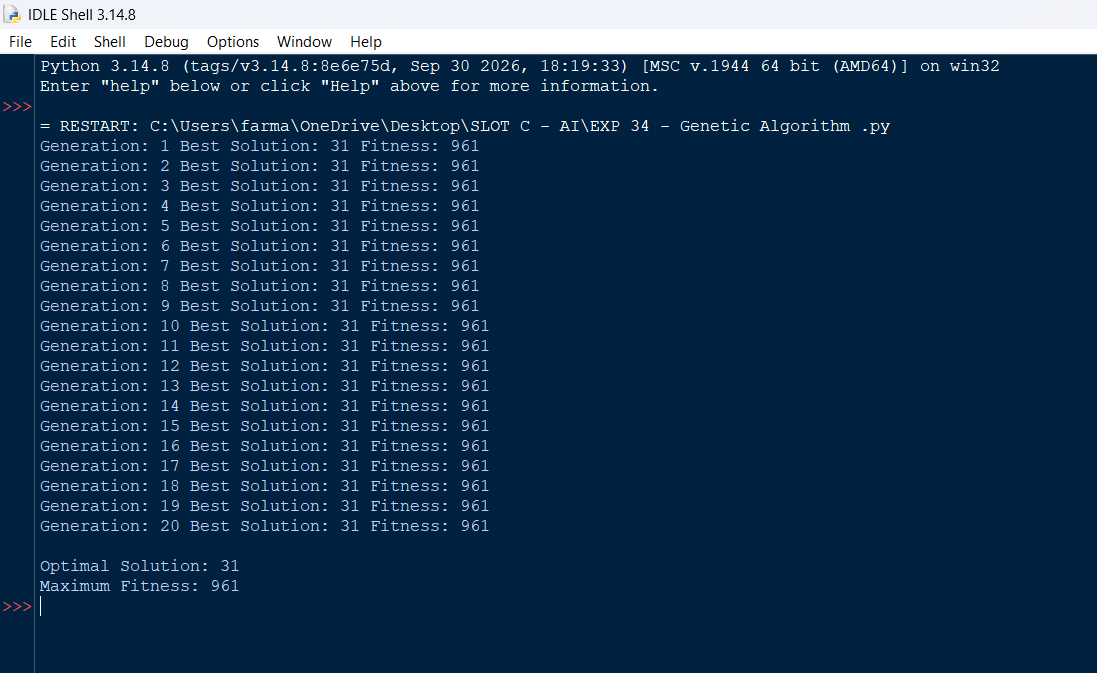 IDLE Shell 3.14.8
File Edit Shell Debug Options Window Help
Python 3.14.8 (tags/v3.14.8:8e6e75d, Sep 30 2026, 18:19:33) [MSC v.1944 64 bit (AMD64)] on win32
Enter "help" below or click "Help" above for more information.
>>>
= RESTART: C:\Users\farma\OneDrive\Desktop\SLOT C - AI\EXP 34 - Genetic Algorithm .py
Generation: 1 Best Solution: 31 Fitness: 961
Generation: 2 Best Solution: 31 Fitness: 961
Generation: 3 Best Solution: 31 Fitness: 961
Generation: 4 Best Solution: 31 Fitness: 961
Generation: 5 Best Solution: 31 Fitness: 961
Generation: 6 Best Solution: 31 Fitness: 961
Generation: 7 Best Solution: 31 Fitness: 961
Generation: 8 Best Solution: 31 Fitness: 961
Generation: 9 Best Solution: 31 Fitness: 961
Generation: 10 Best Solution: 31 Fitness: 961
Generation: 11 Best Solution: 31 Fitness: 961
Generation: 12 Best Solution: 31 Fitness: 961
Generation: 13 Best Solution: 31 Fitness: 961
Generation: 14 Best Solution: 31 Fitness: 961
Generation: 15 Best Solution: 31 Fitness: 961
Generation: 16 Best Solution: 31 Fitness: 961
Generation: 17 Best Solution: 31 Fitness: 961
Generation: 18 Best Solution: 31 Fitness: 961
Generation: 19 Best Solution: 31 Fitness: 961
Generation: 20 Best Solution: 31 Fitness: 961
Optimal Solution: 31
Maximum Fitness: 961
>>>